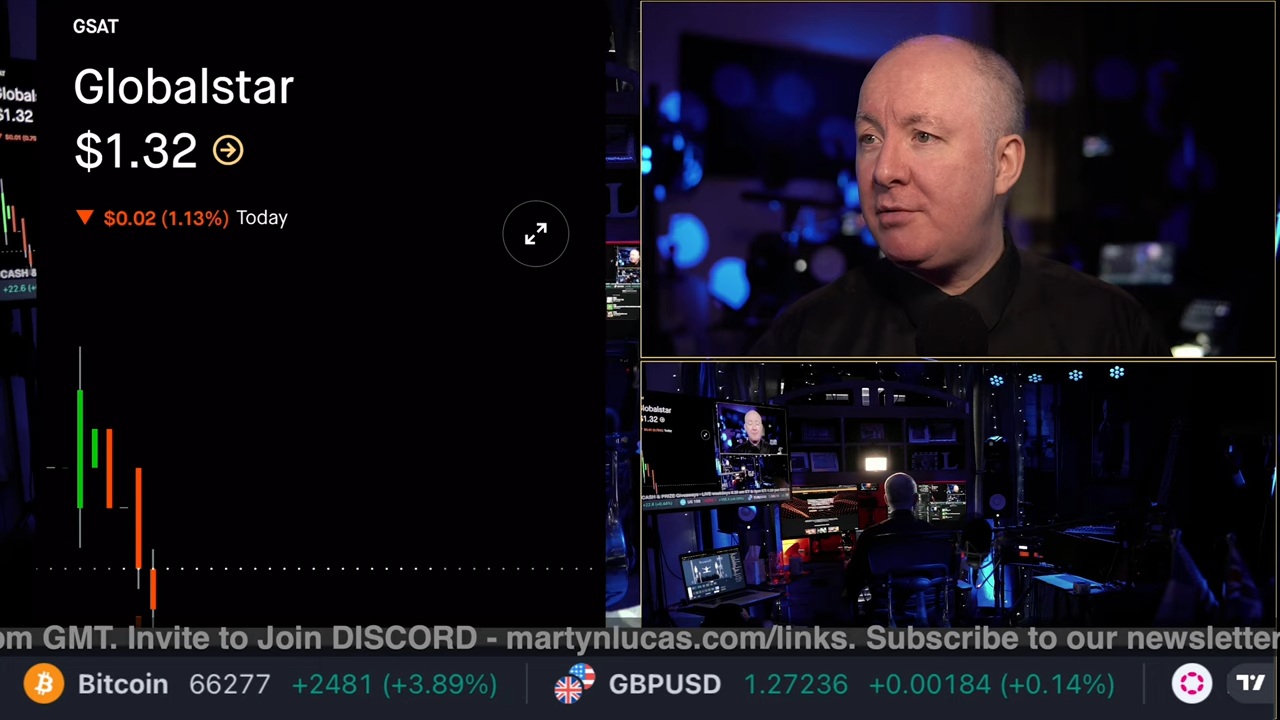 GSAT
Globalstar
$1.32
$0.02 (1.13%) Today
CASH &
om GMT. Invite to Join DISCORD - martynlucas.com/links. Subscribe to our newsletter
Bitcoin 66277 +2481 (+3.89%) GBPUSD 1.27236 +0.00184 (+0.14%)